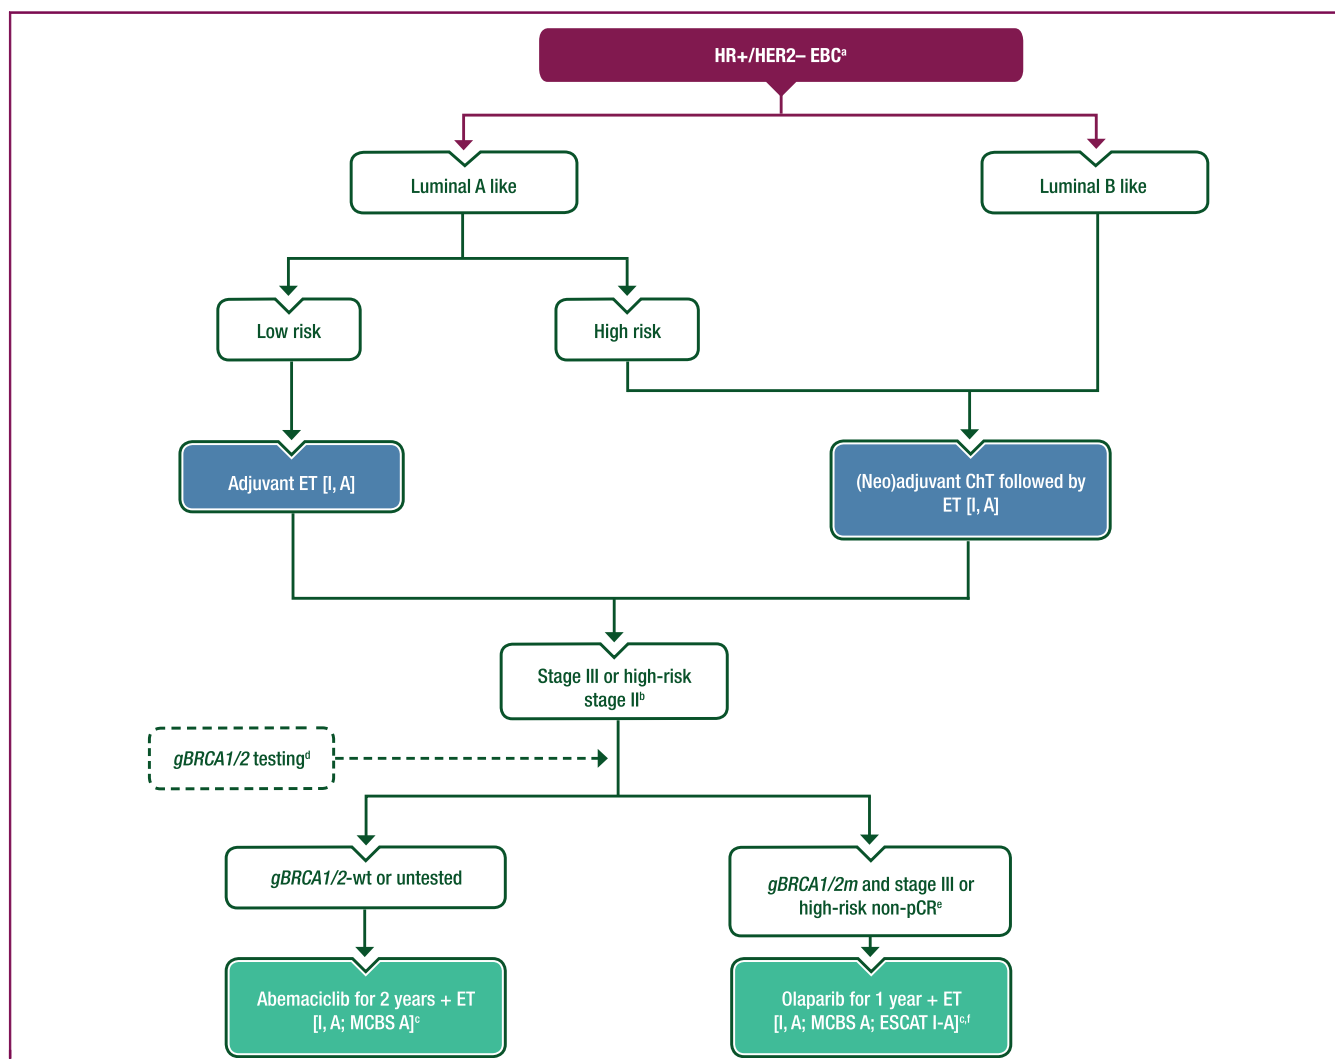 HR+/HER2– EBCᵃ
Luminal A like
Luminal B like
Low risk
High risk
Adjuvant ET [I, A]
(Neo)adjuvant ChT followed by
ET [I, A]
Stage III or high-risk
stage IIᵇ
gBRCA1/2 testingᵈ
gBRCA1/2-wt or untested
gBRCA1/2m and stage III or
high-risk non-pCRᵉ
Abemaciclib for 2 years + ET
[I, A; MCBS A]ᶜ
Olaparib for 1 year + ET
[I, A; MCBS A; ESCAT I-A]ᶜ,ᶠ